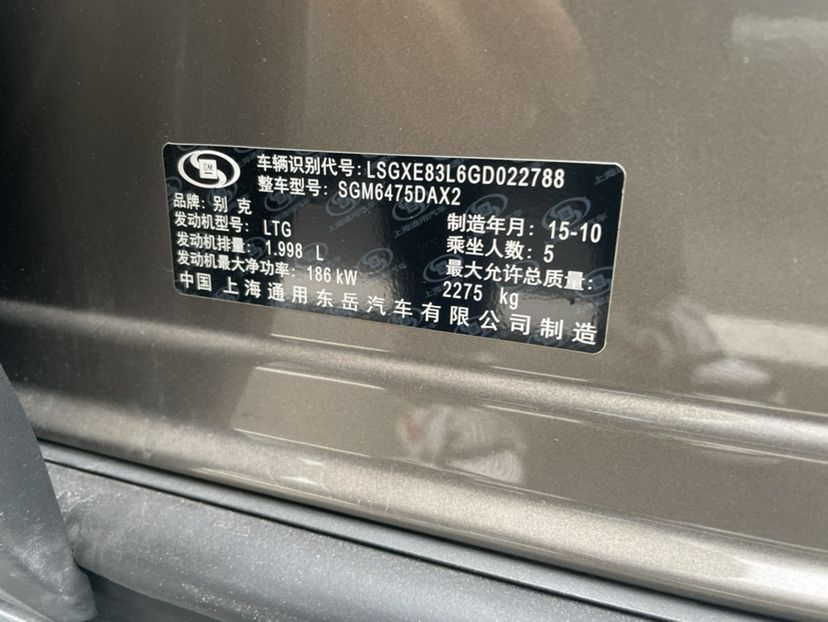 GM
车辆识别代号: LSGXE83L6GD022788
整车型号: SGM6475DAX2
品牌: 别 克
发动机型号: LTG
制造年月: 15-10
发动机排量: 1.998 L
乘坐人数: 5
发动机最大净功率: 186 kW
最大允许总质量:
2275 kg
中国 上海通用东岳汽车有限公司制造